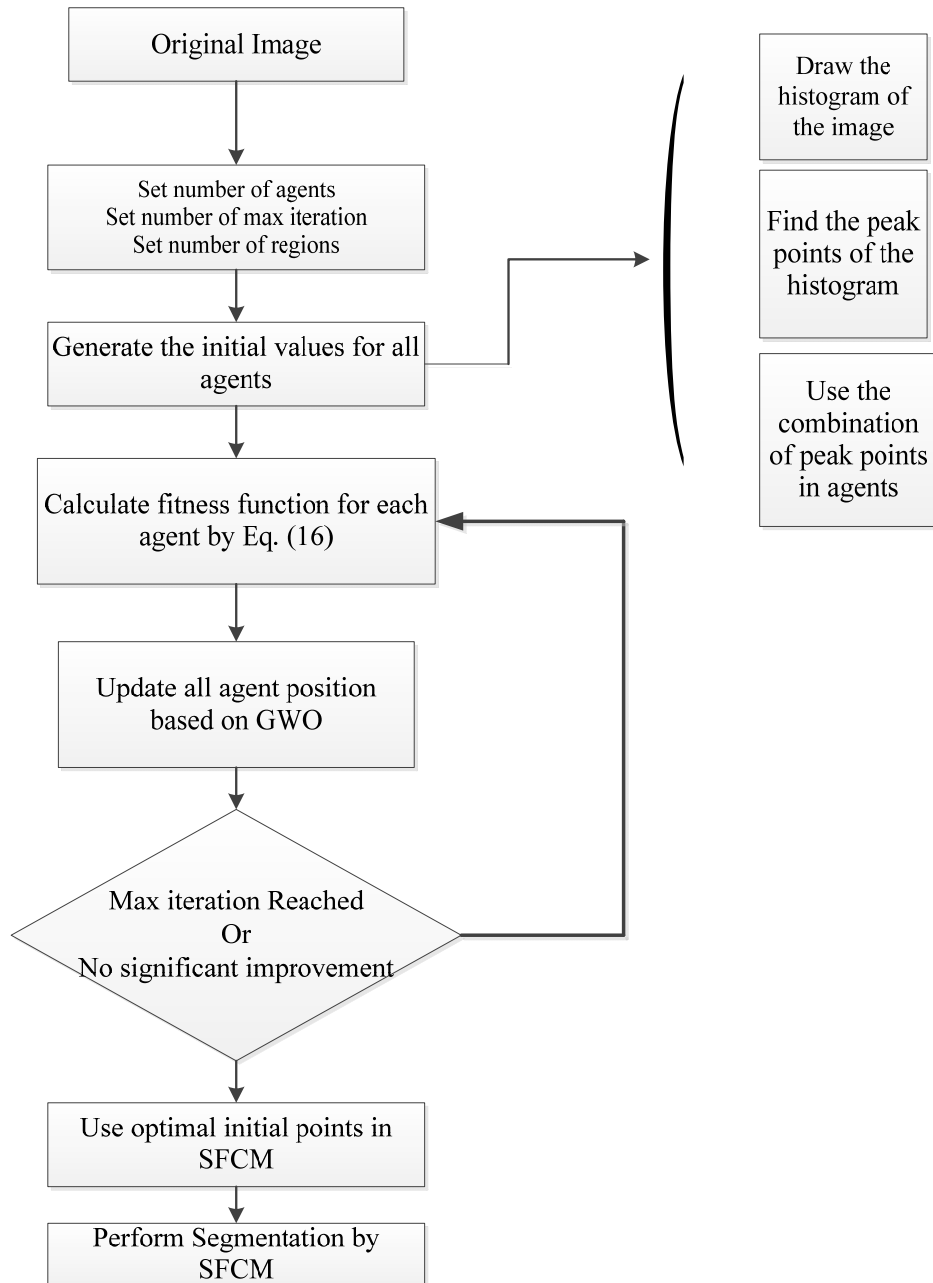 Original Image
Set number of agents
Set number of max iteration
Set number of regions
Generate the initial values for all
agents
Calculate fitness function for each
agent by Eq. (16)
Update all agent position
based on GWO
Max itreation Reached
Or
No significant improvement
Use optimal initial points in
SFCM
Perform Segmentation by
SFCM
Draw the
histogram of
the image
Find the peak
points of the
histogram
Use the
combination
of peak points
in agents